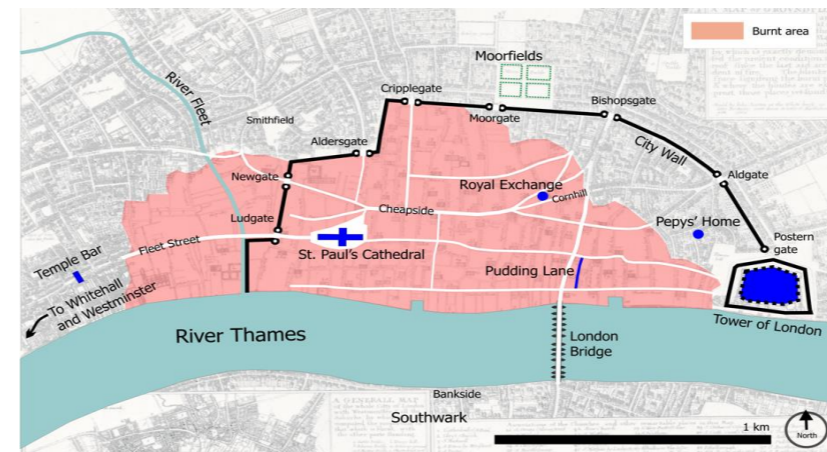 Burnt area
Moorfields
River Fleet
Cripplegate
Bishopsgate
Smithfield
Moorgate
Aldersgate
City Wall
Newgate
Aldgate
Royal Exchange
Cornhill
Cheapside
Ludgate
Pepys' Home
Fleet Street
Postern
gate
St. Paul's Cathedral
Pudding Lane
Temple Bar
To Whitehall
and Westminster
Tower of London
River Thames
London
Bridge
Bankside
Southwark
1 km
North